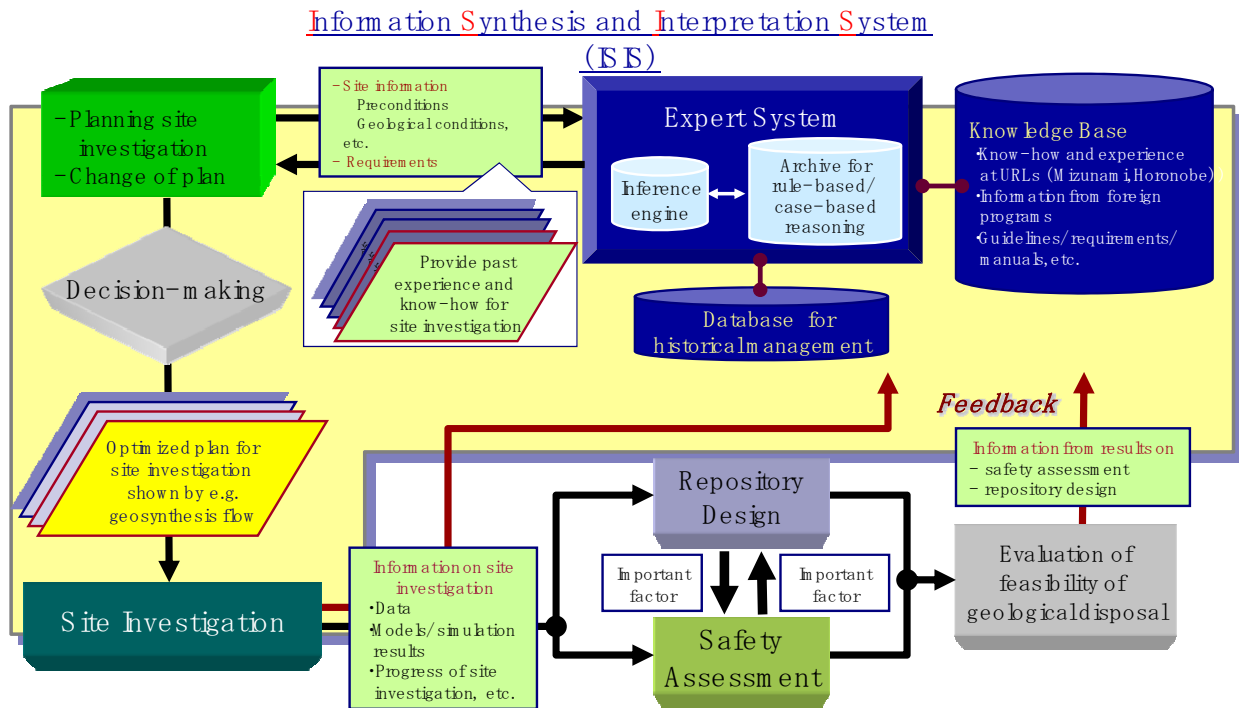 Information Synthesis and Interpretation System
(ISIS)
- Planning site
investigation
- Change of plan
- Site information
Preconditions
Geological conditions,
etc.
- Requirements
Expert System
Inference
engine
Archive for
rule-based/
case-based
reasoning
Knowledge Base
•Know-how and experience
at URLs (Mizunami, Horonobe)
•Information from foreign
programs
•Guidelines/requirements/
manuals, etc.
Provide past
experience and
know-how for
site investigation
Decision-making
Database for
historical management
Optimized plan for
site investigation
shown by e.g.
geosynthesis flow
Feedback
Information from results on
- safety assessment
- repository design
Site Investigation
Information on site
investigation
•Data
•Models/simulation
results
•Progress of site
investigation, etc.
Repository
Design
Important
factor
Important
factor
Safety
Assessment
Evaluation of
feasibility of
geological disposal